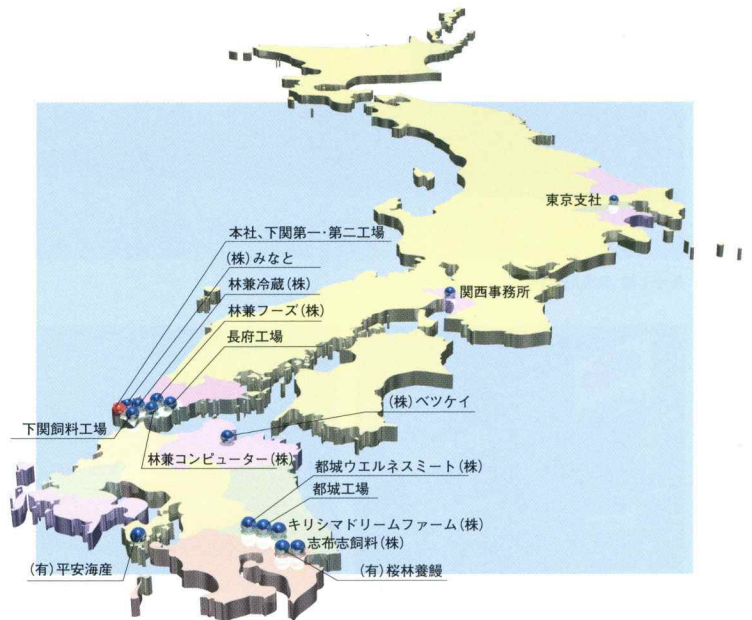 東京支社
本社、下関第一・第二工場
(株)みなと
林兼冷蔵(株)
関西事務所
林兼フーズ(株)
長府工場
(株)ベツケイ
下関飼料工場
林兼コンピューター(株)
都城ウエルネスミート(株)
都城工場
キリシマドリームファーム(株)
志布志飼料(株)
(有)平安海産
(有)桜林養鰻